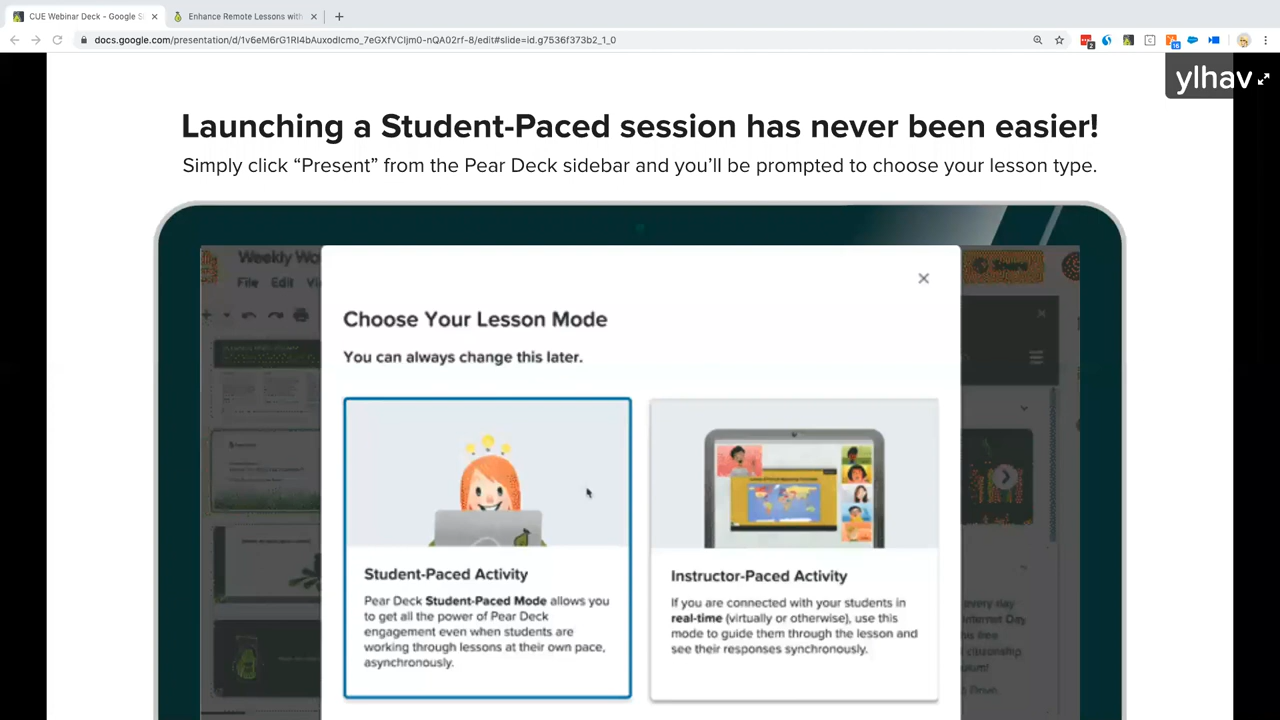 CUE Webinar Deck - Google Sl
Enhance Remote Lessons with
docs.google.com/presentation/d/1v6eM6rG1RI4bAuxodIcmo_7eGXfVCIjm0-nQA02rf-8/edit#slide=id.g7536f373b2_1_0
ylhav
Launching a Student-Paced session has never been easier!
Simply click “Present” from the Pear Deck sidebar and you’ll be prompted to choose your lesson type.
Weekly Wo
File Edit Vi
Share
Choose Your Lesson Mode
You can always change this later.
Student-Paced Activity
Pear Deck Student-Paced Mode allows you
to get all the power of Pear Deck
engagement even when students are
working through lessons at their own pace,
asynchronously.
Instructor-Paced Activity
If you are connected with your students in
real-time (virtually or otherwise), use this
mode to guide them through the lesson and
see their responses synchronously.
every day
nternet Day